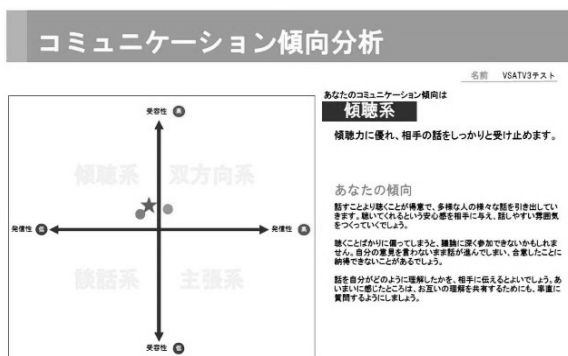 コミュニケーション傾向分析
名前 VSATV3テスト
あなたのコミュニケーション傾向は
傾聴系
傾聴力に優れ、相手の話をしっかりと受け止めます。
受容性 高
傾聴系 双方向系
発信性 低
発信性 高
談話系 主張系
受容性 低
あなたの傾向
話すことより聴くことが得意で、多様な人の様々な話を引き出してい
きます。聴いてくれるという安心感を相手に与え、話しやすい雰囲気
をつくっていくでしょう。
聴くことばかりに偏ってしまうと、議論に深く参加できないかもしれま
せん。自分の意見を言わないまま話が進んでしまい、合意したことに
納得できないことがあるでしょう。
話を自分がどのように理解したかを、相手に伝えるとよいでしょう。あ
いまいに感じたところは、お互いの理解を共有するためにも、率直に
質問するようにしましょう。